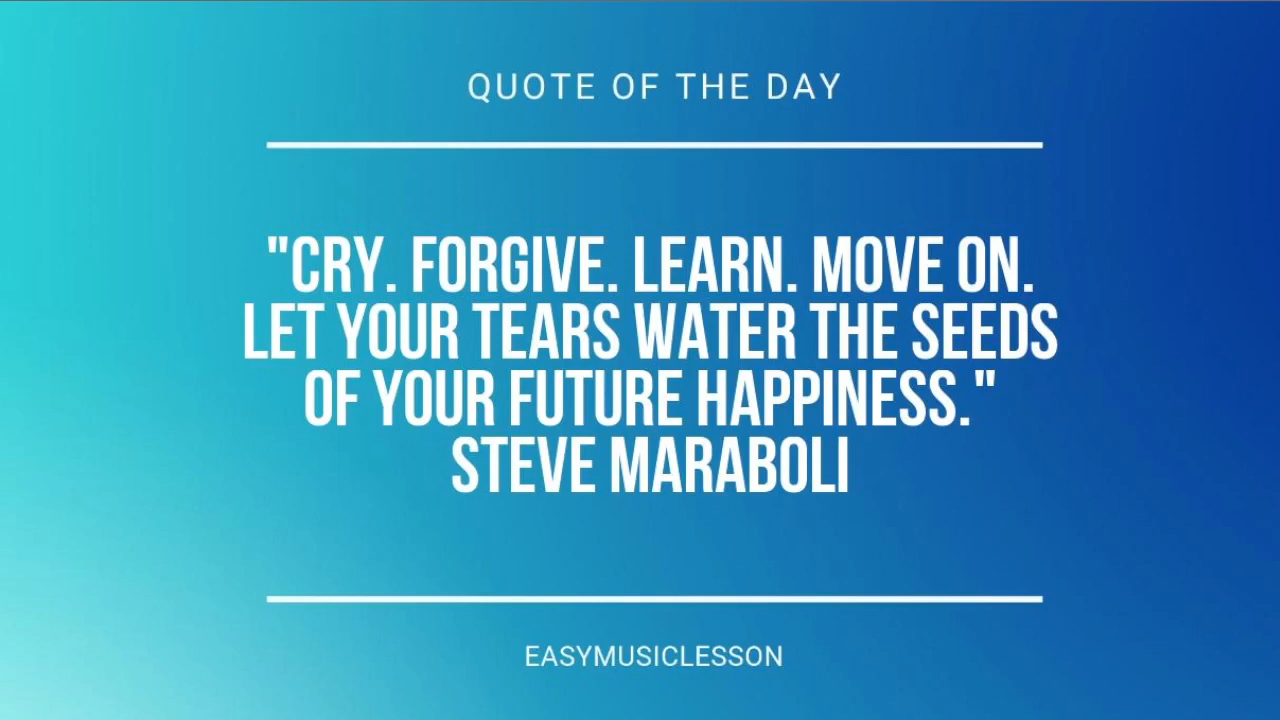 QUOTE OF THE DAY
"CRY. FORGIVE. LEARN. MOVE ON.
LET YOUR TEARS WATER THE SEEDS
OF YOUR FUTURE HAPPINESS."
STEVE MARABOLI
EASYMUSICLESSON